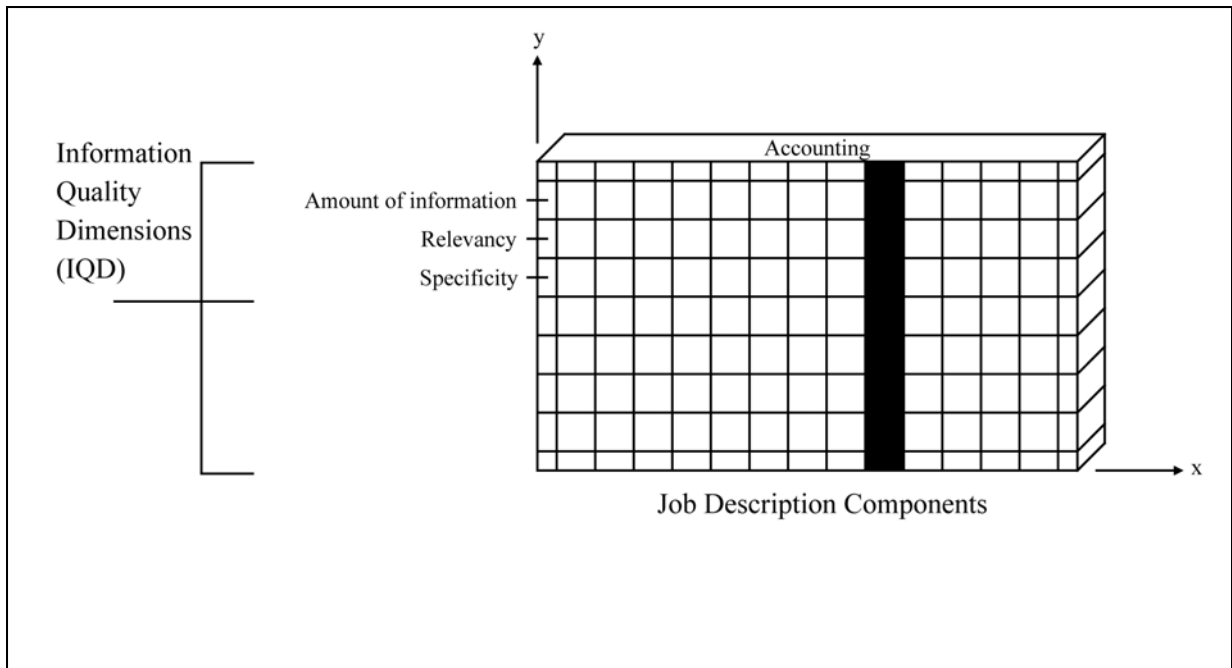 y
Accounting
Information
Quality
Dimensions
(IQD)
Amount of information
Relevancy
Specificity
x
Job Description Components